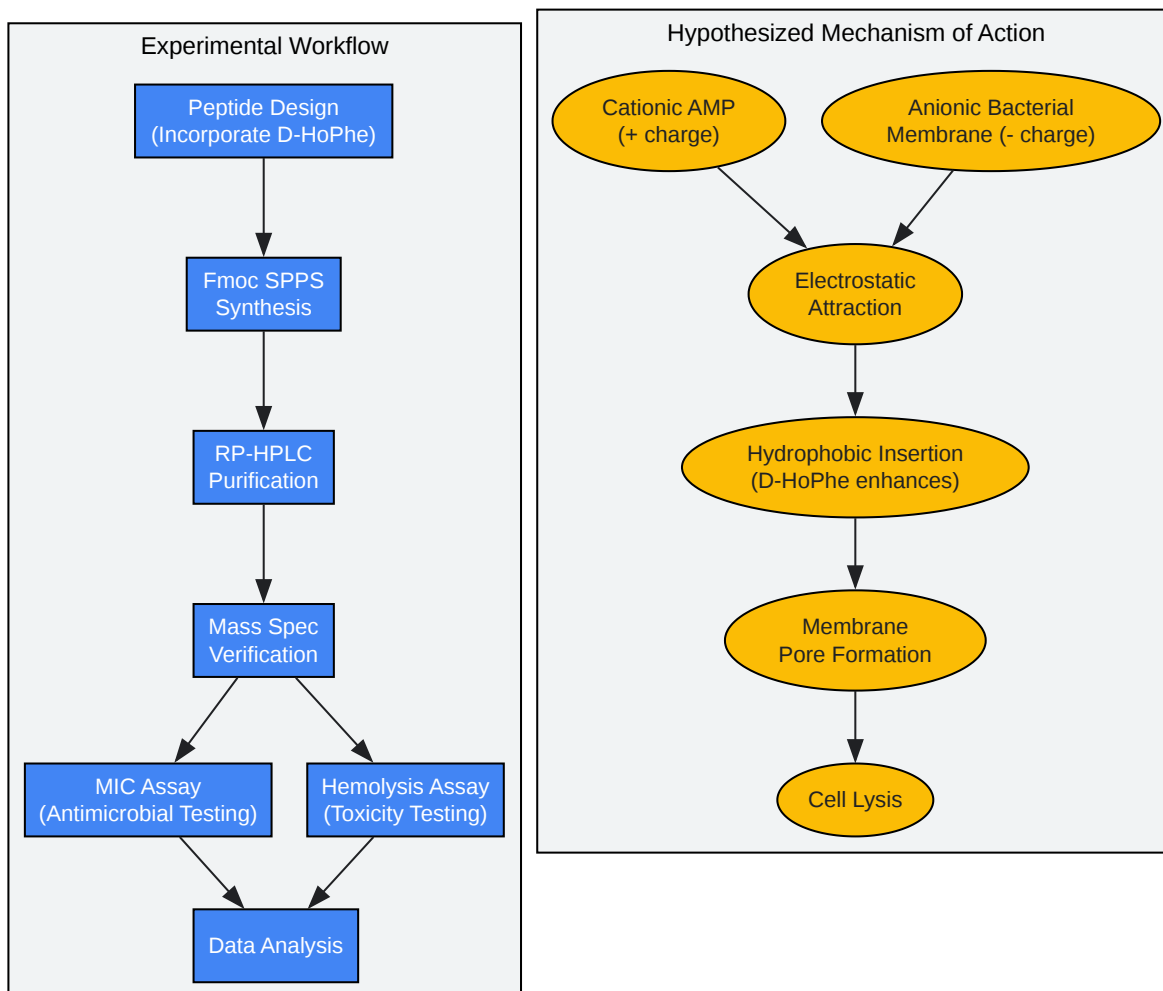 Experimental Workflow
Peptide Design
(Incorporate D-HoPhe)
Fmoc SPPS
Synthesis
RP-HPLC
Purification
Mass Spec
Verification
MIC Assay
(Antimicrobial Testing)
Hemolysis Assay
(Toxicity Testing)
Data Analysis
Hypothesized Mechanism of Action
Cationic AMP
(+ charge)
Anionic Bacterial
Membrane (- charge)
Electrostatic
Attraction
Hydrophobic Insertion
(D-HoPhe enhances)
Membrane
Pore Formation
Cell Lysis